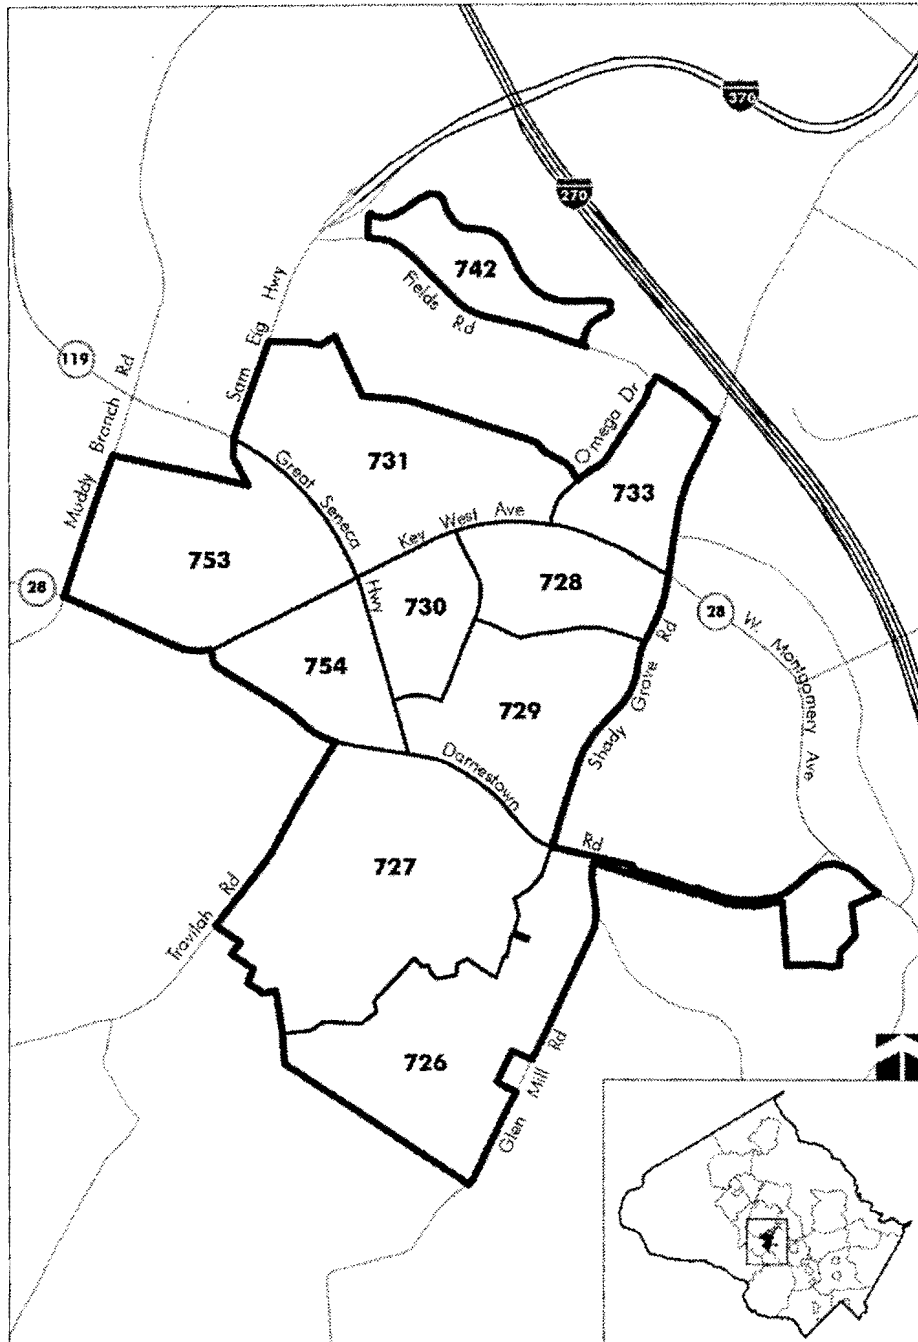 370
270
742
Fields Rd
Sam Eig Hwy
119
Muddy Branch Rd
Omega Dr
731
733
Great Seneca Hwy
Key West Ave
753
728
28
730
28
W. Montgomery Ave
754
729
Shady Grove Rd
Darnestown Rd
727
Travilah Rd
726
Glen Mill Rd